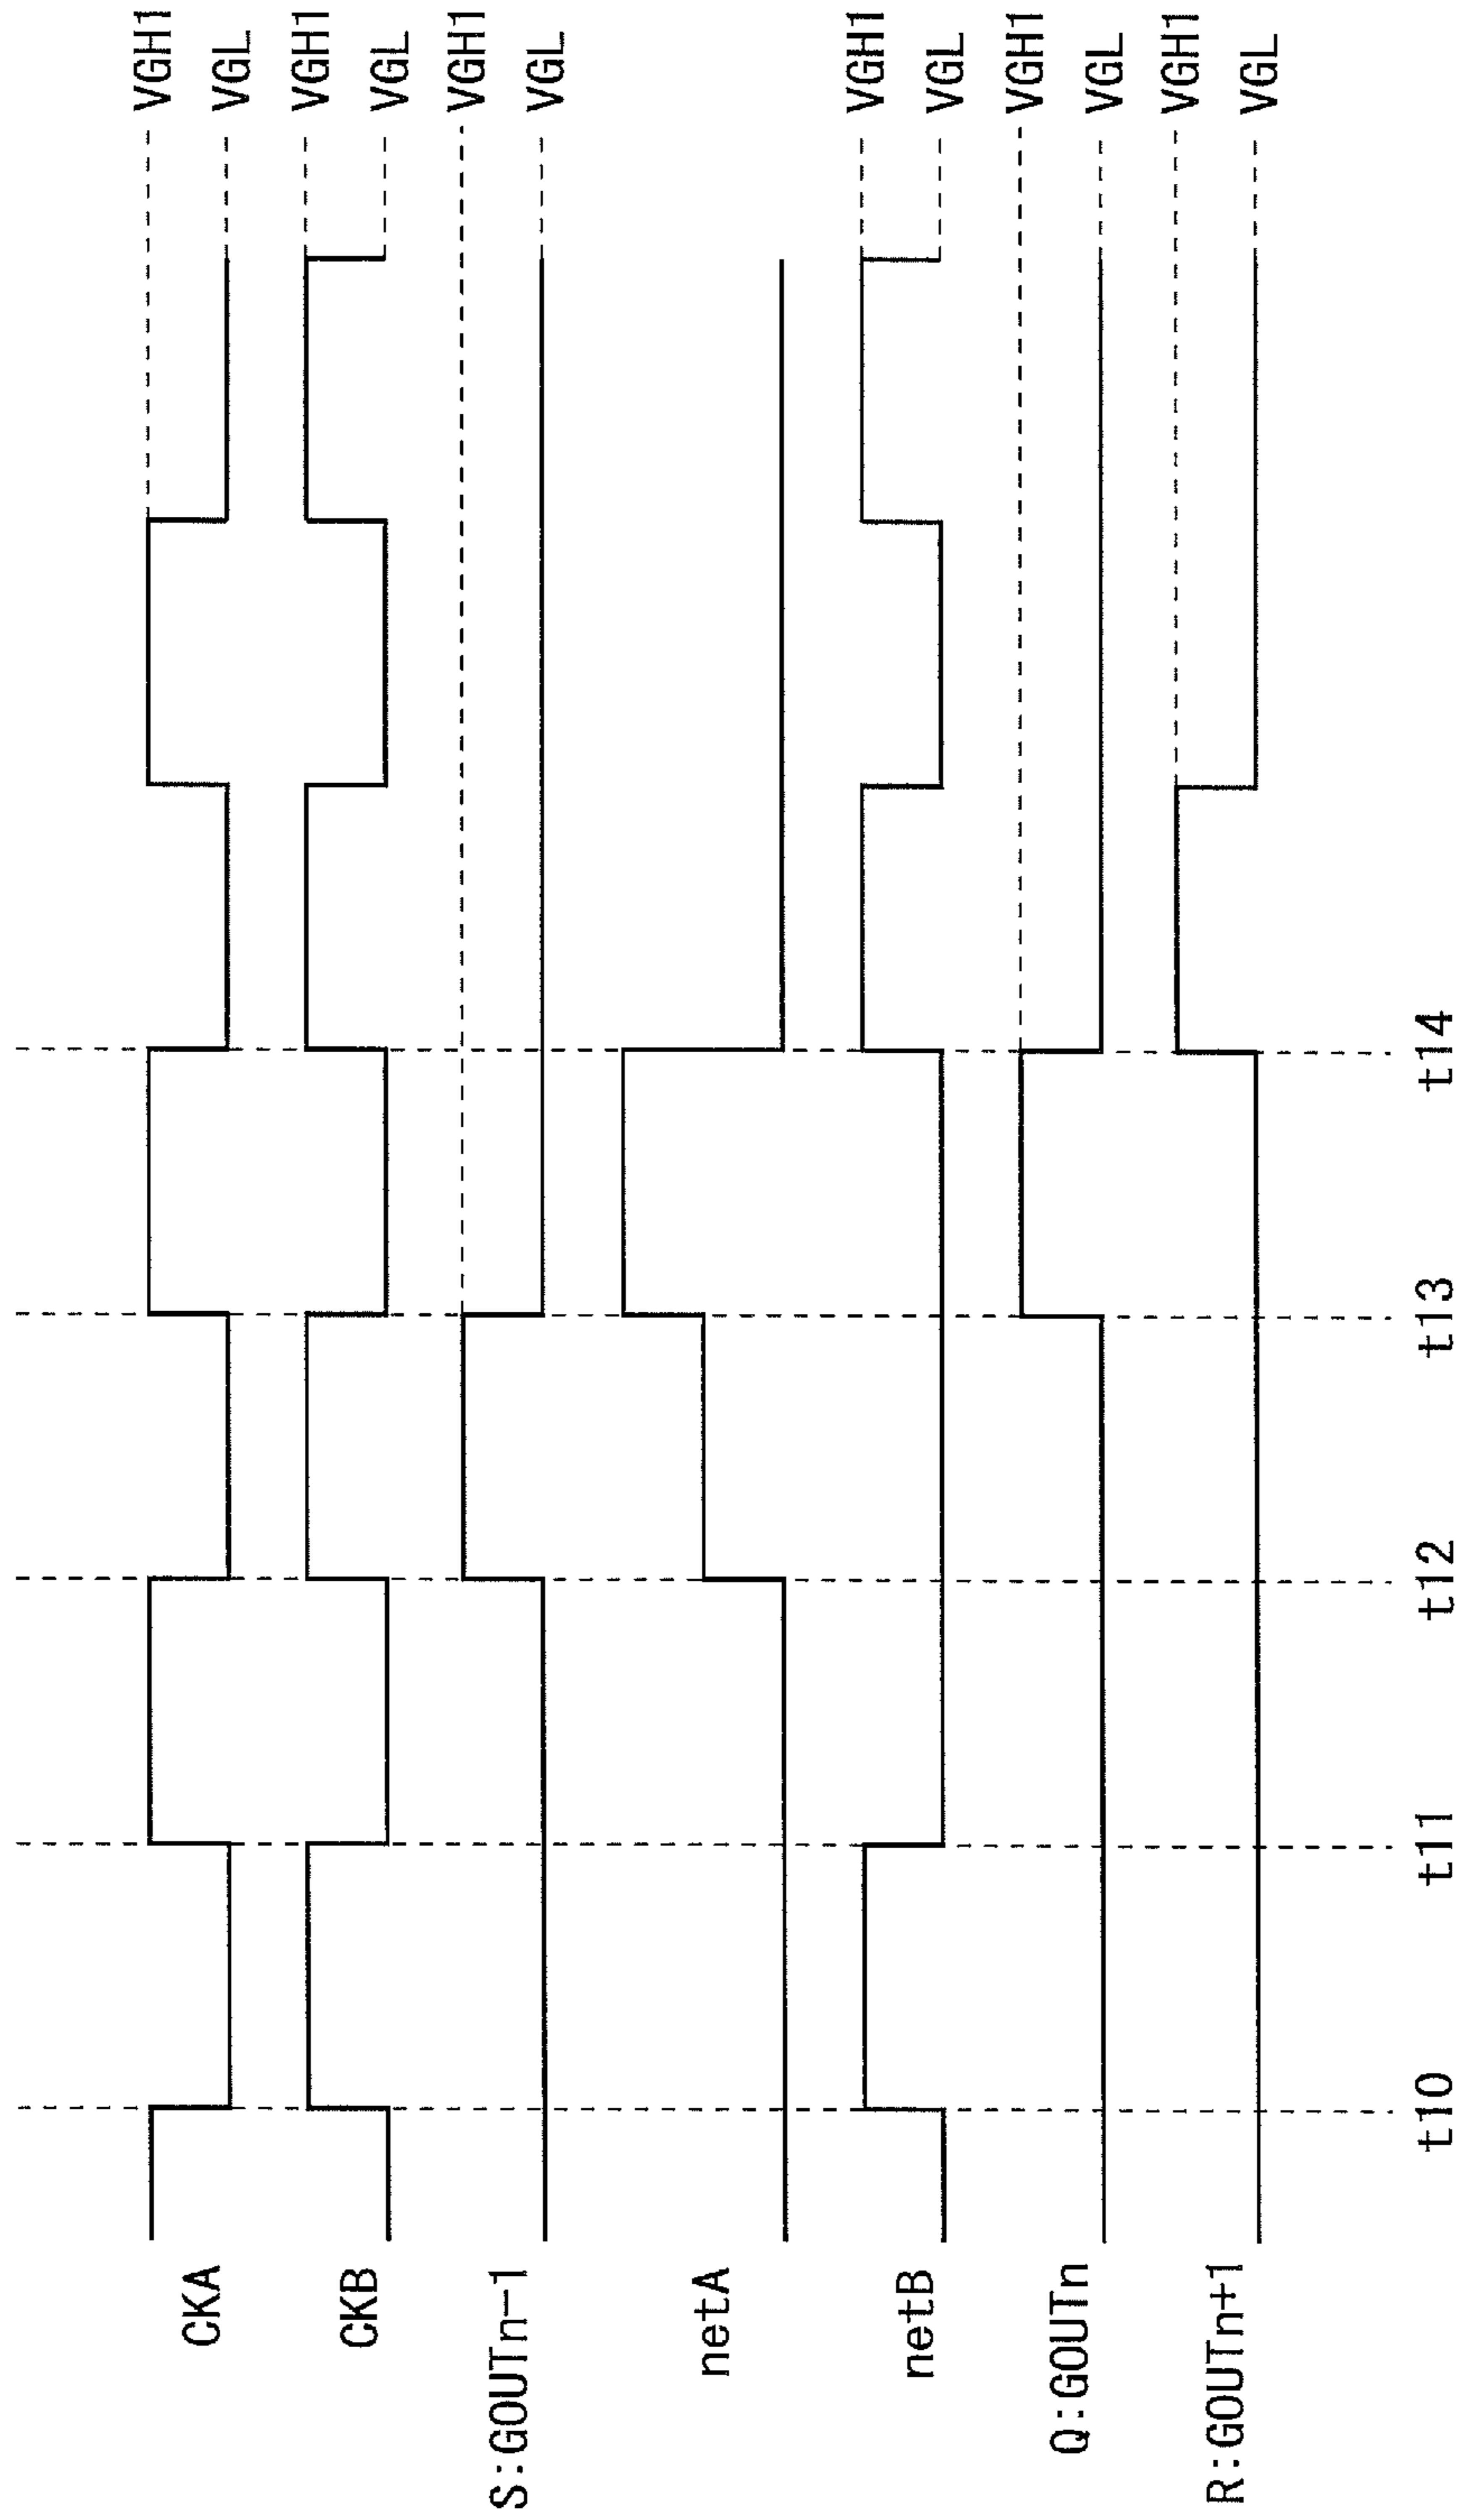 CKA
VGH1
VGL
CKB
VGH1
VGL
S:GOUTn-1
VGH1
VGL
netA
netB
VGH1
VGL
Q:GOUTn
VGH1
VGL
R:GOUTn+1
VGH1
VGL
t10
t11
t12
t13
t14